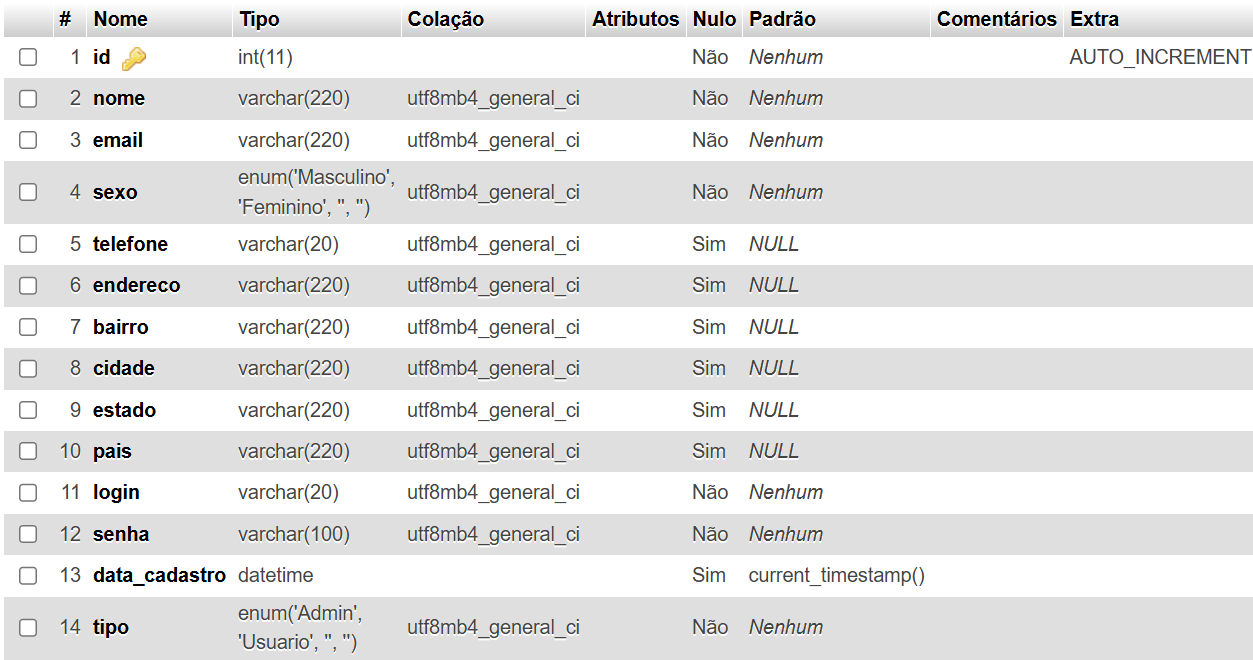 # Nome Tipo Colação Atributos Nulo Padrão Comentários Extra
1 id int(11) Não Nenhum AUTO_INCREMENT
2 nome varchar(220) utf8mb4_general_ci Não Nenhum
3 email varchar(220) utf8mb4_general_ci Não Nenhum
4 sexo enum('Masculino', 'Feminino', '', '') utf8mb4_general_ci Não Nenhum
5 telefone varchar(20) utf8mb4_general_ci Sim NULL
6 endereco varchar(220) utf8mb4_general_ci Sim NULL
7 bairro varchar(220) utf8mb4_general_ci Sim NULL
8 cidade varchar(220) utf8mb4_general_ci Sim NULL
9 estado varchar(220) utf8mb4_general_ci Sim NULL
10 pais varchar(220) utf8mb4_general_ci Sim NULL
11 login varchar(20) utf8mb4_general_ci Não Nenhum
12 senha varchar(100) utf8mb4_general_ci Não Nenhum
13 data_cadastro datetime Sim current_timestamp()
14 tipo enum('Admin', 'Usuario', '', '') utf8mb4_general_ci Não Nenhum